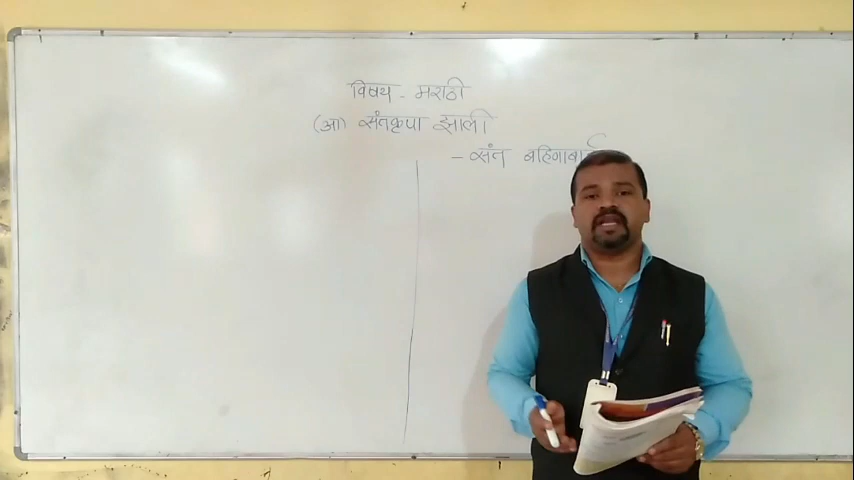 विषय - मराठी
(आ) संतकृपा झाली
- संत बहिणाबाई